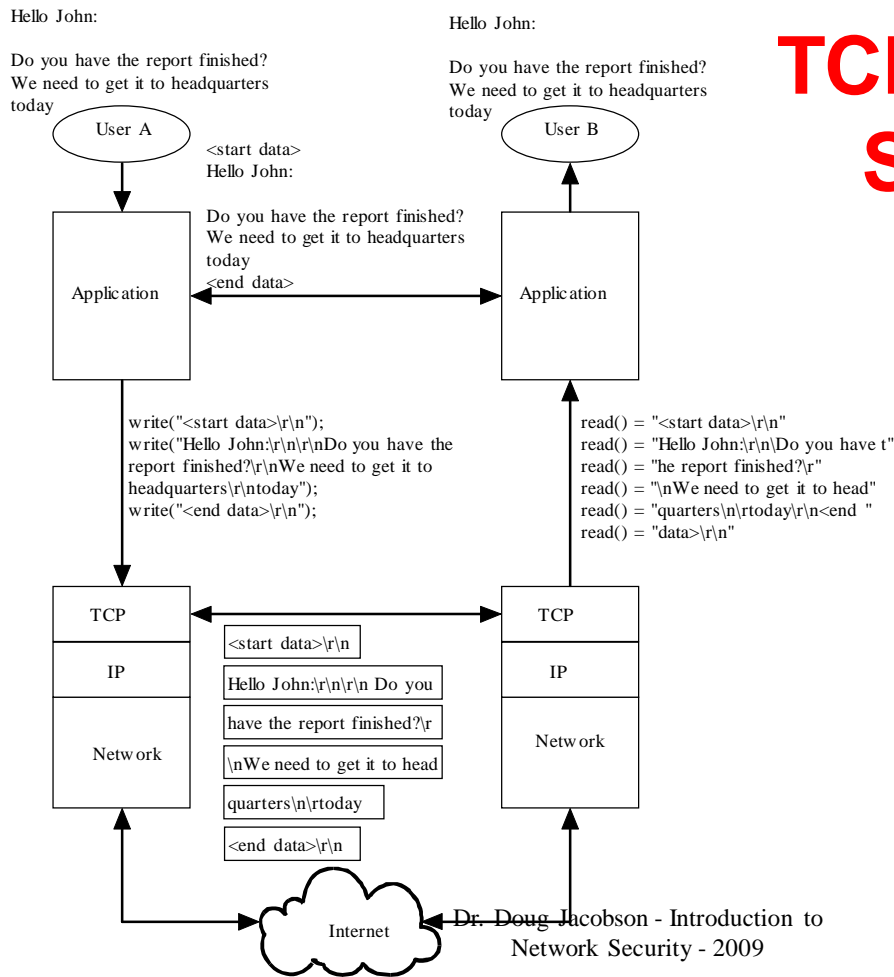 Hello John:
Do you have the report finished?
We need to get it to headquarters
today
User A
Hello John:
Do you have the report finished?
We need to get it to headquarters
today
User B
TCI
S
<start data>
Hello John:
Do you have the report finished?
We need to get it to headquarters
today
<end data>
Application
Application
write("<start data>\r\n");
write("Hello John:\r\n\r\nDo you have the
report finished?\r\nWe need to get it to
headquarters\r\ntoday");
write("<end data>\r\n");
read() = "<start data>\r\n"
read() = "Hello John:\r\n\Do you have t"
read() = "he report finished?\r"
read() = "\nWe need to get it to head"
read() = "quarters\n\rtoday\r\n<end "
read() = "data>\r\n"
TCP
IP
Network
<start data>\r\n
Hello John:\r\n\r\n Do you
have the report finished?\r
\nWe need to get it to head
quarters\n\rtoday
<end data>\r\n
TCP
IP
Network
Internet
Dr. Doug Jacobson - Introduction to
Network Security - 2009